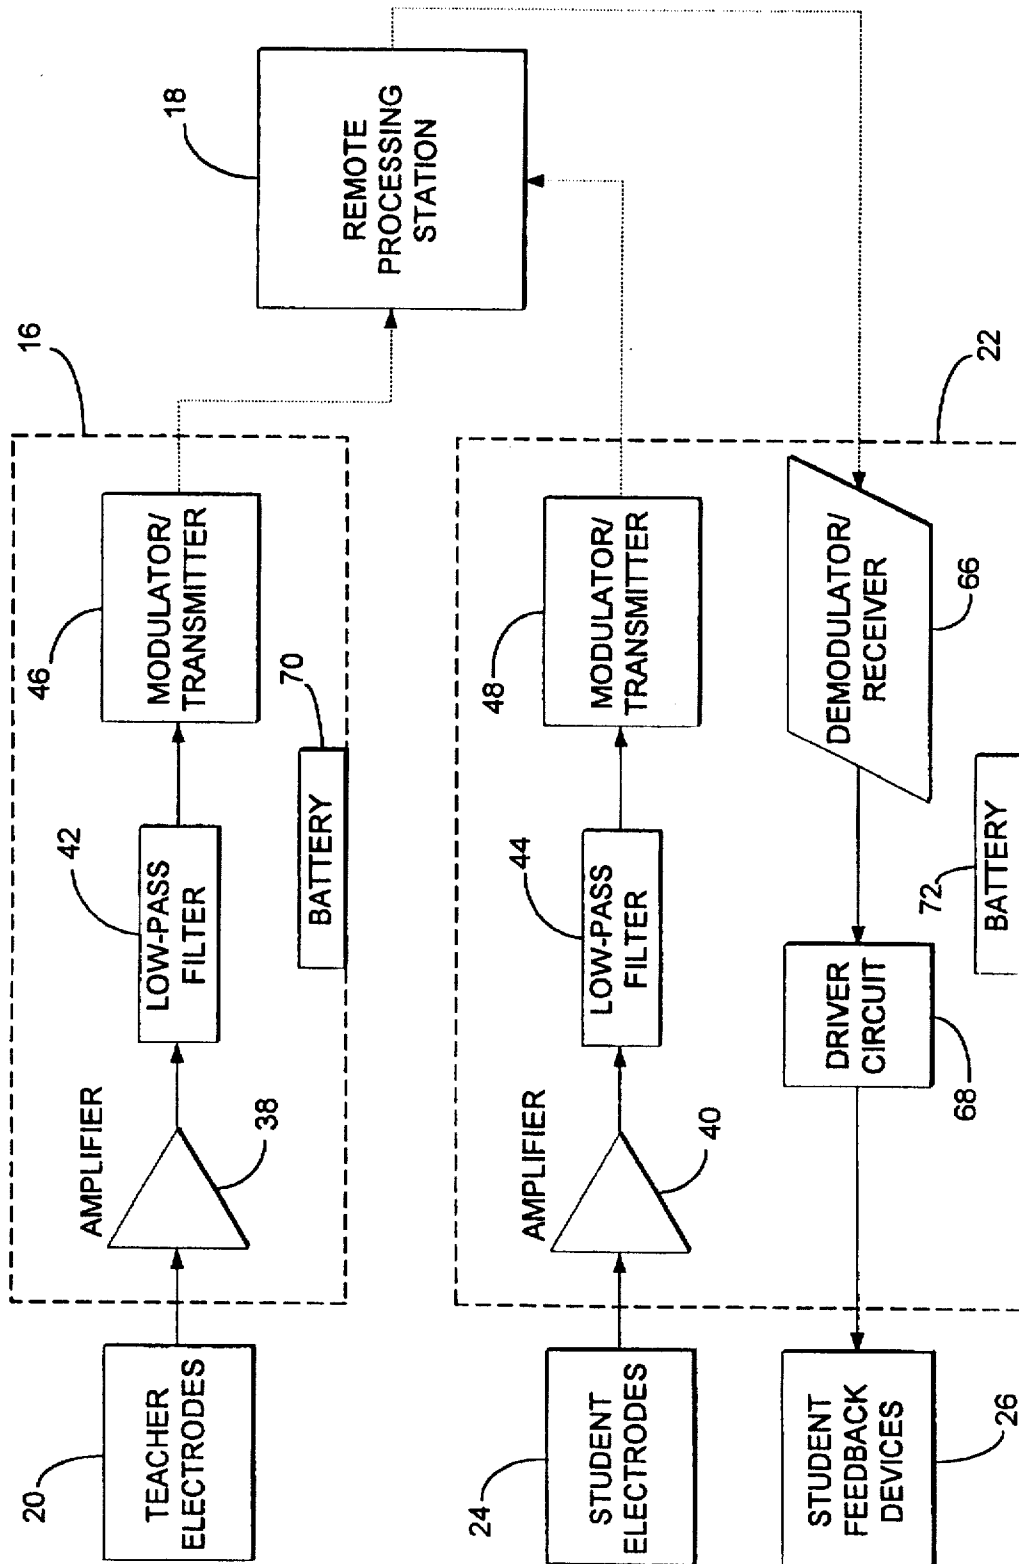 16
18
46
MODULATOR/
TRANSMITTER
42
LOW-PASS
FILTER
AMPLIFIER
38
70
BATTERY
20
TEACHER
ELECTRODES
REMOTE
PROCESSING
STATION
22
48
MODULATOR/
TRANSMITTER
44
LOW-PASS
FILTER
AMPLIFIER
40
24
STUDENT
ELECTRODES
DEMODULATOR/
RECEIVER
66
DRIVER
CIRCUIT
68
72
BATTERY
STUDENT
FEEDBACK
DEVICES
26